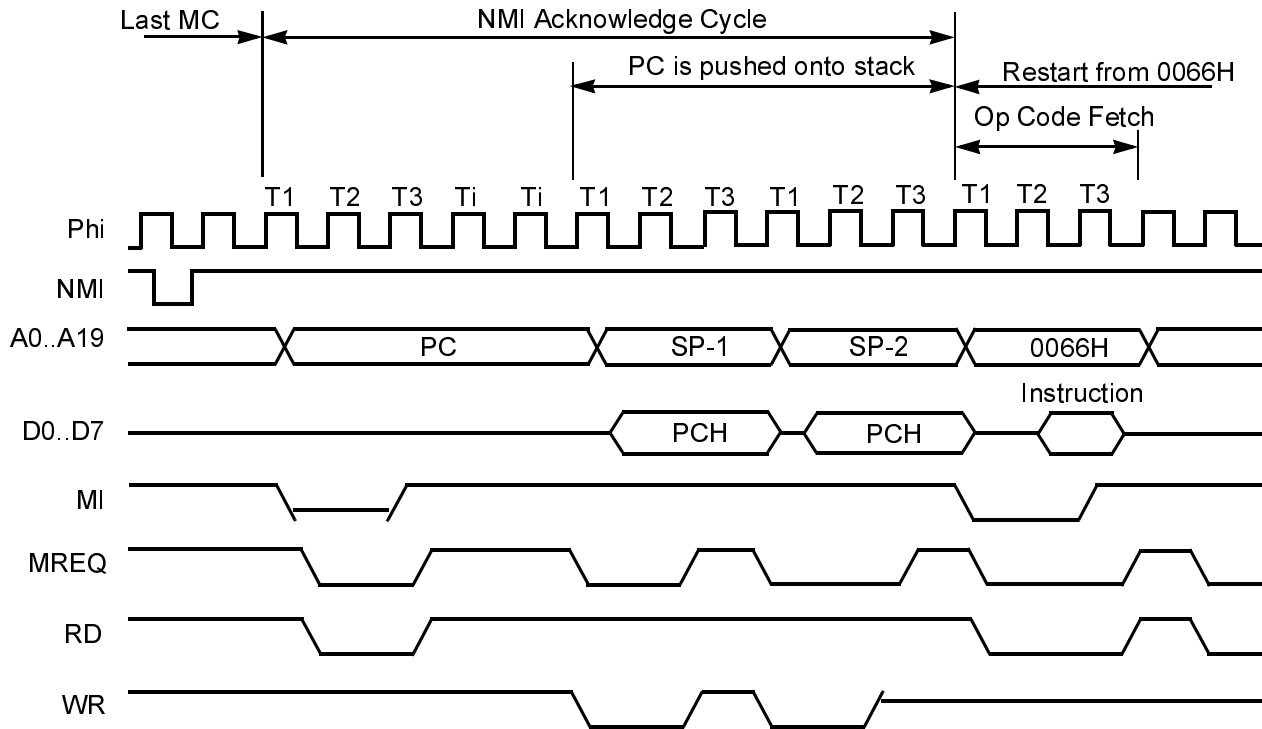 Last MC
NMI Acknowledge Cycle
PC is pushed onto stack
Restart from 0066H
Op Code Fetch
T1 T2 T3 Ti Ti T1 T2 T3 T1 T2 T3 T1 T2 T3
Phi
NMI
A0..A19 PC SP-1 SP-2 0066H
Instruction
D0..D7 PCH PCH
MI
MREQ
RD
WR